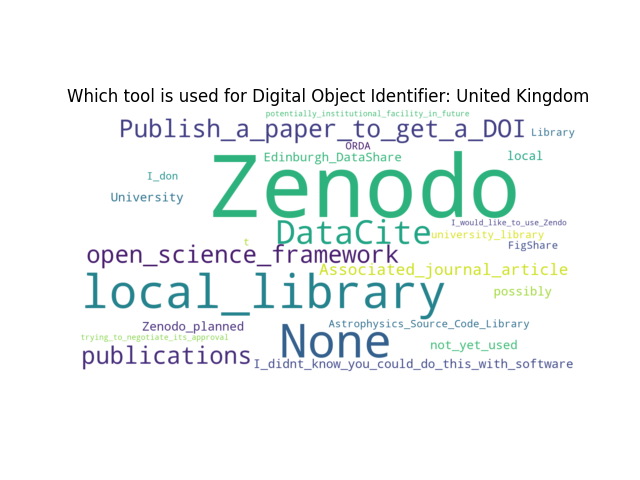 Which tool is used for Digital Object Identifier: United Kingdom
potentially_institutional_facility_in_future
Publish_a_paper_to_get_a_DOI
Library
ORDA
Edinburgh_DataShare
local
Zenodo
I_don
University
I_would_like_to_use_Zendo
DataCite
university_library
t
FigShare
open_science_framework
Associated_journal_article
local_library
possibly
Zenodo_planned
Astrophysics_Source_Code_Library
None
trying_to_negotiate_its_approval
not_yet_used
publications
I_didnt_know_you_could_do_this_with_software